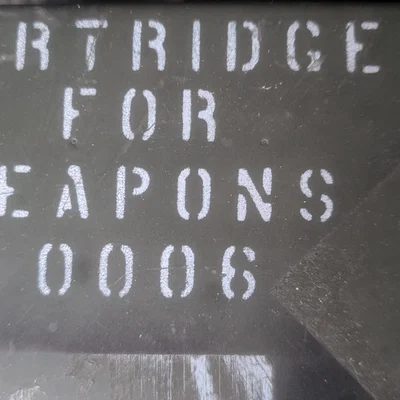 RTRIDGE
FOR
EAPONS
0006